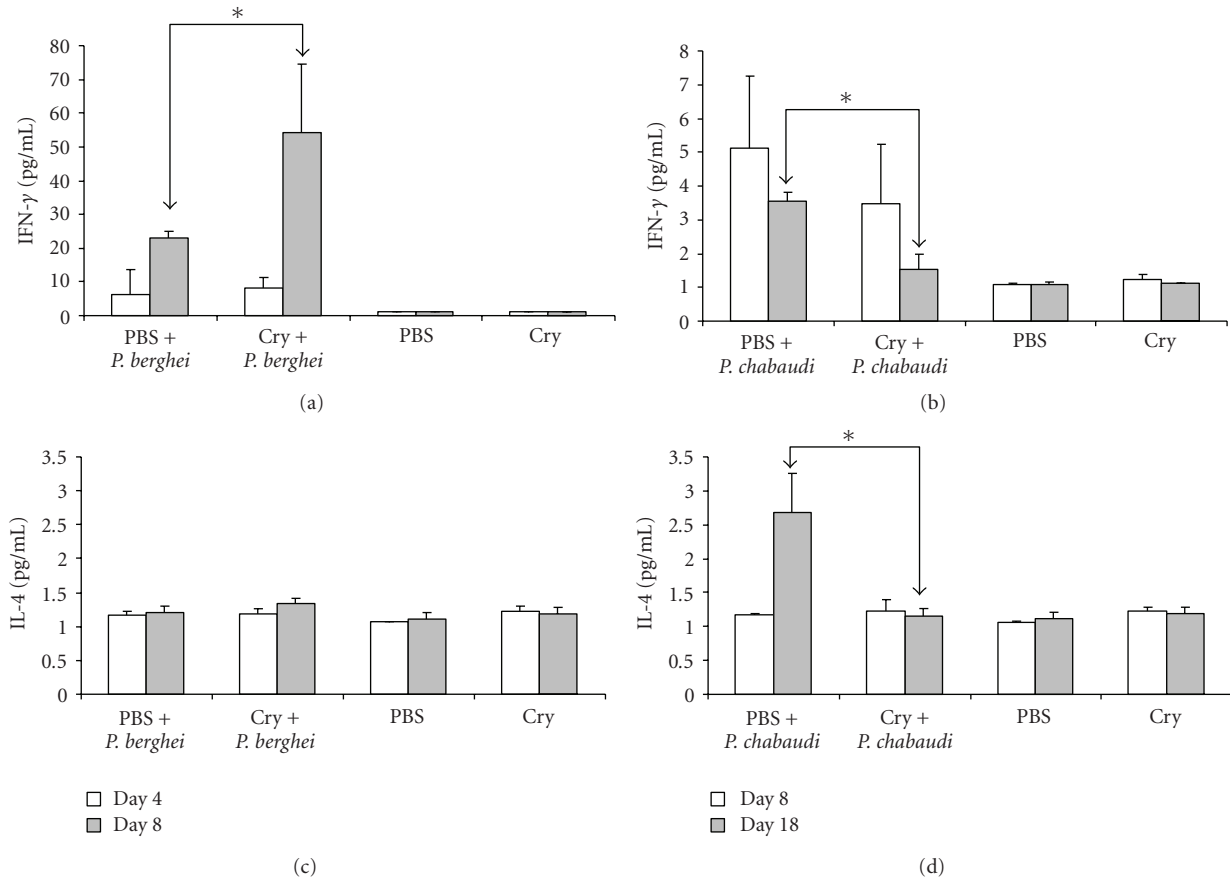 *
80
70
60
50
40
30
20
10
0
IFN-γ (pg/mL)
PBS +
P. berghei
Cry +
P. berghei
PBS
Cry
(a)
*
8
7
6
5
4
3
2
1
0
IFN-γ (pg/mL)
PBS +
P. chabaudi
Cry +
P. chabaudi
PBS
Cry
(b)
3.5
3
2.5
2
1.5
1
0.5
0
IL-4 (pg/mL)
PBS +
P. berghei
Cry +
P. berghei
PBS
Cry
Day 4
Day 8
(c)
*
3.5
3
2.5
2
1.5
1
0.5
0
IL-4 (pg/mL)
PBS +
P. chabaudi
Cry +
P. chabaudi
PBS
Cry
Day 8
Day 18
(d)